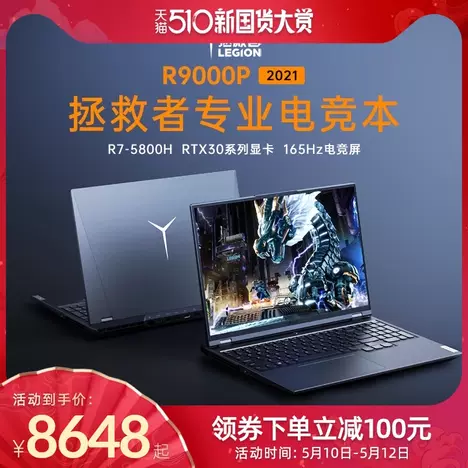 天猫510新国货大赏
拯救者
LEGION
R9000P 2021
拯救者专业电竞本
R7-5800H RTX30系列显卡 165Hz电竞屏
活动到手价：
¥8648起
领券下单立减100元
活动时间：5月10日-5月12日